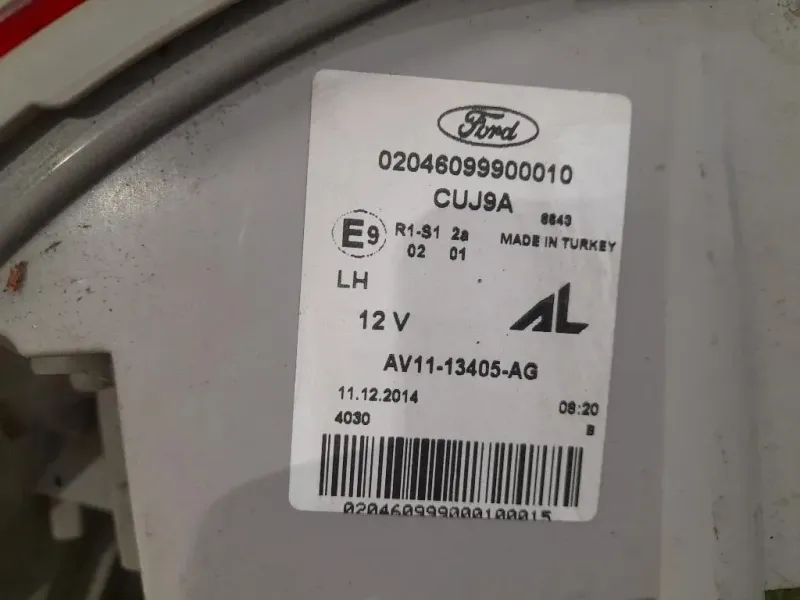 Ford
02046099900010
CUJ9A
6643
E9 R1-S1 2a MADE IN TURKEY
02 01
LH
12 V AL
AV11-13405-AG
11.12.2014 08:20
4030 B
020460999000100015